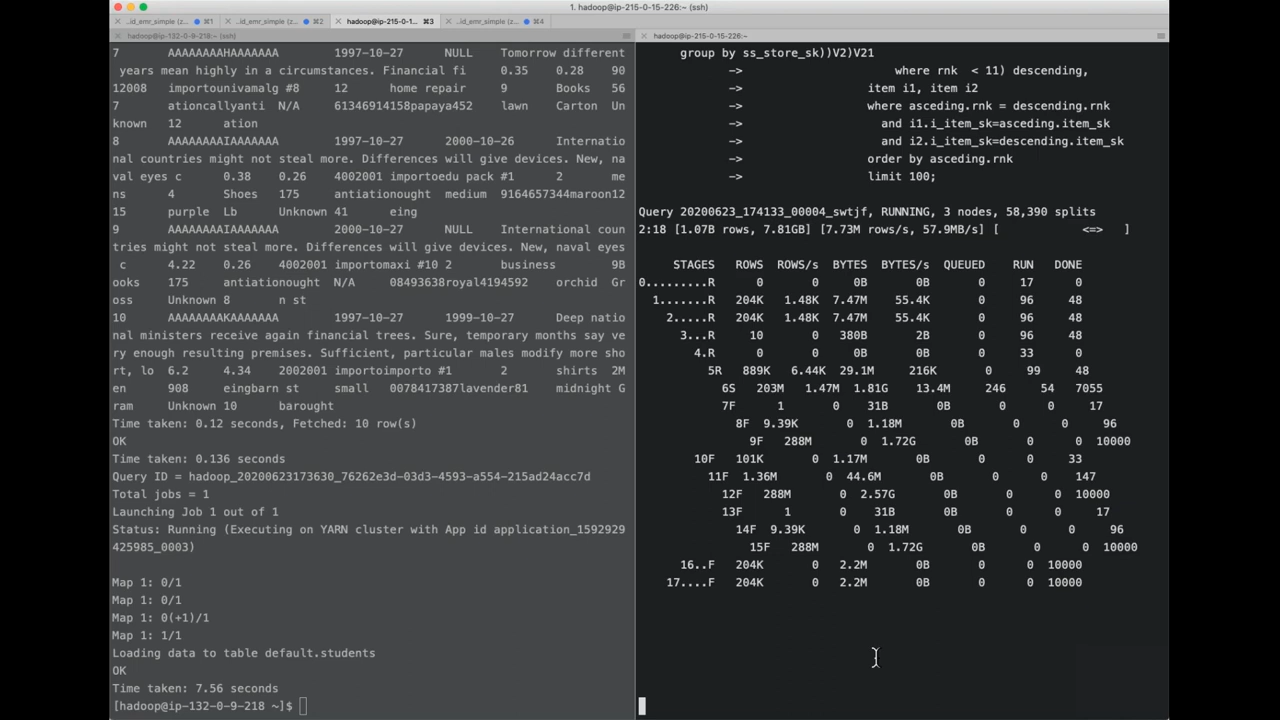 1. hadoop@ip-215-0-15-226:~ (ssh)
..id_emr_simple (z... ⌘1
..id_emr_simple (z... ⌘2
hadoop@ip-215-0-1... ⌘3
..id_emr_simple (z... ⌘4
hadoop@ip-132-0-9-218:~ (ssh)
7 AAAAAAAAHAAAAAAA 1997-10-27 NULL Tomorrow different
years mean highly in a circumstances. Financial fi 0.35 0.28 90
12008 importounivamalg #8 12 home repair 9 Books 56
7 ationcallyanti N/A 61346914158papaya452 lawn Carton Un
known 12 ation
8 AAAAAAAAIAAAAAAA 1997-10-27 2000-10-26 Internatio
nal countries might not steal more. Differences will give devices. New, na
val eyes c 0.38 0.26 4002001 importoedu pack #1 2 me
ns 4 Shoes 175 antiationought medium 9164657344maroon12
15 purple Lb Unknown 41 eing
9 AAAAAAAAIAAAAAAA 2000-10-27 NULL International coun
tries might not steal more. Differences will give devices. New, naval eyes
c 4.22 0.26 4002001 importomaxi #10 2 business 9B
ooks 175 antiationought N/A 08493638royal4194592 orchid Gr
oss Unknown 8 n st
10 AAAAAAAAKAAAAAAA 1997-10-27 1999-10-27 Deep natio
nal ministers receive again financial trees. Sure, temporary months say ve
ry enough resulting premises. Sufficient, particular males modify more sho
rt, lo 6.2 4.34 2002001 importoimporto #1 2 shirts 2M
en 908 eingbarn st small 0078417387lavender81 midnight G
ram Unknown 10 barought
Time taken: 0.12 seconds, Fetched: 10 row(s)
OK
Time taken: 0.136 seconds
Query ID = hadoop_20200623173630_76262e3d-03d3-4593-a554-215ad24acc7d
Total jobs = 1
Launching Job 1 out of 1
Status: Running (Executing on YARN cluster with App id application_1592929
425985_0003)
Map 1: 0/1
Map 1: 0/1
Map 1: 0(+1)/1
Map 1: 1/1
Loading data to table default.students
OK
Time taken: 7.56 seconds
[hadoop@ip-132-0-9-218 ~]$
hadoop@ip-215-0-15-226:~
group by ss_store_sk))V2)V21
-> where rnk < 11) descending,
-> item i1, item i2
-> where asceding.rnk = descending.rnk
-> and i1.i_item_sk=asceding.item_sk
-> and i2.i_item_sk=descending.item_sk
-> order by asceding.rnk
-> limit 100;
Query 20200623_174133_00004_swtjf, RUNNING, 3 nodes, 58,390 splits
2:18 [1.07B rows, 7.81GB] [7.73M rows/s, 57.9MB/s] [ <=> ]
STAGES ROWS ROWS/s BYTES BYTES/s QUEUED RUN DONE
0.........R 0 0 0B 0B 0 17 0
1.......R 204K 1.48K 7.47M 55.4K 0 96 48
2.....R 204K 1.48K 7.47M 55.4K 0 96 48
3...R 10 0 380B 2B 0 96 48
4.R 0 0 0B 0B 0 33 0
5R 889K 6.44K 29.1M 216K 0 99 48
6S 203M 1.47M 1.81G 13.4M 246 54 7055
7F 1 0 31B 0B 0 0 17
8F 9.39K 0 1.18M 0B 0 0 96
9F 288M 0 1.72G 0B 0 0 10000
10F 101K 0 1.17M 0B 0 0 33
11F 1.36M 0 44.6M 0B 0 0 147
12F 288M 0 2.57G 0B 0 0 10000
13F 1 0 31B 0B 0 0 17
14F 9.39K 0 1.18M 0B 0 0 96
15F 288M 0 1.72G 0B 0 0 10000
16..F 204K 0 2.2M 0B 0 0 10000
17....F 204K 0 2.2M 0B 0 0 10000